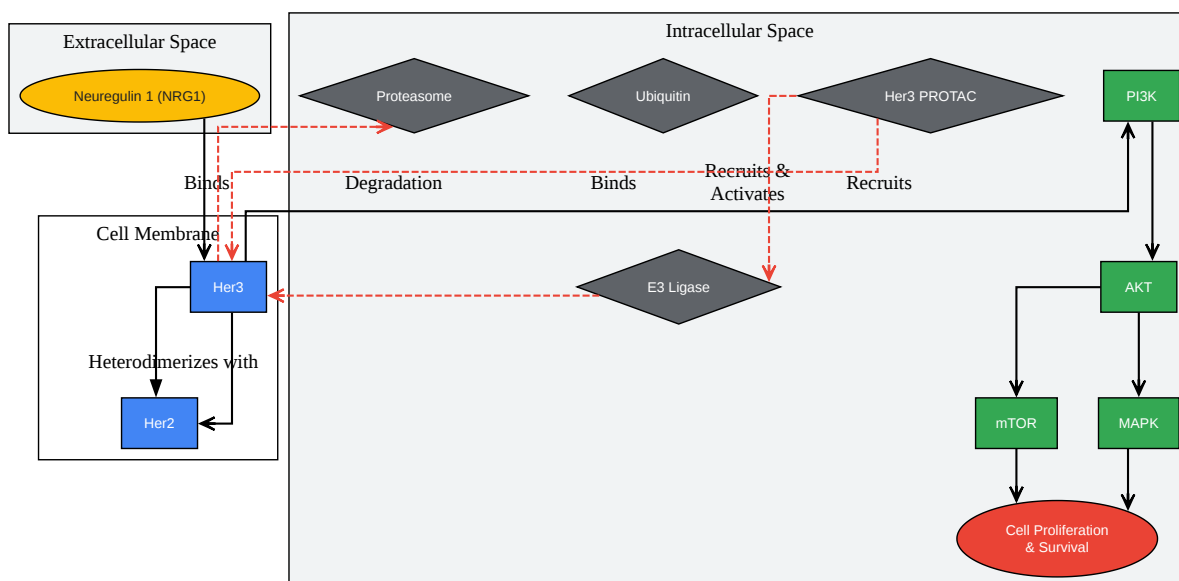 Extracellular Space
Intracellular Space
Neuregulin 1 (NRG1)
Proteasome
Ubiquitin
Her3 PROTAC
PI3K
Binds
Degradation
Binds
Recruits &
Activates
Recruits
Cell Membrane
Her3
E3 Ligase
AKT
Heterodimerizes with
Her2
mTOR
MAPK
Cell Proliferation
& Survival